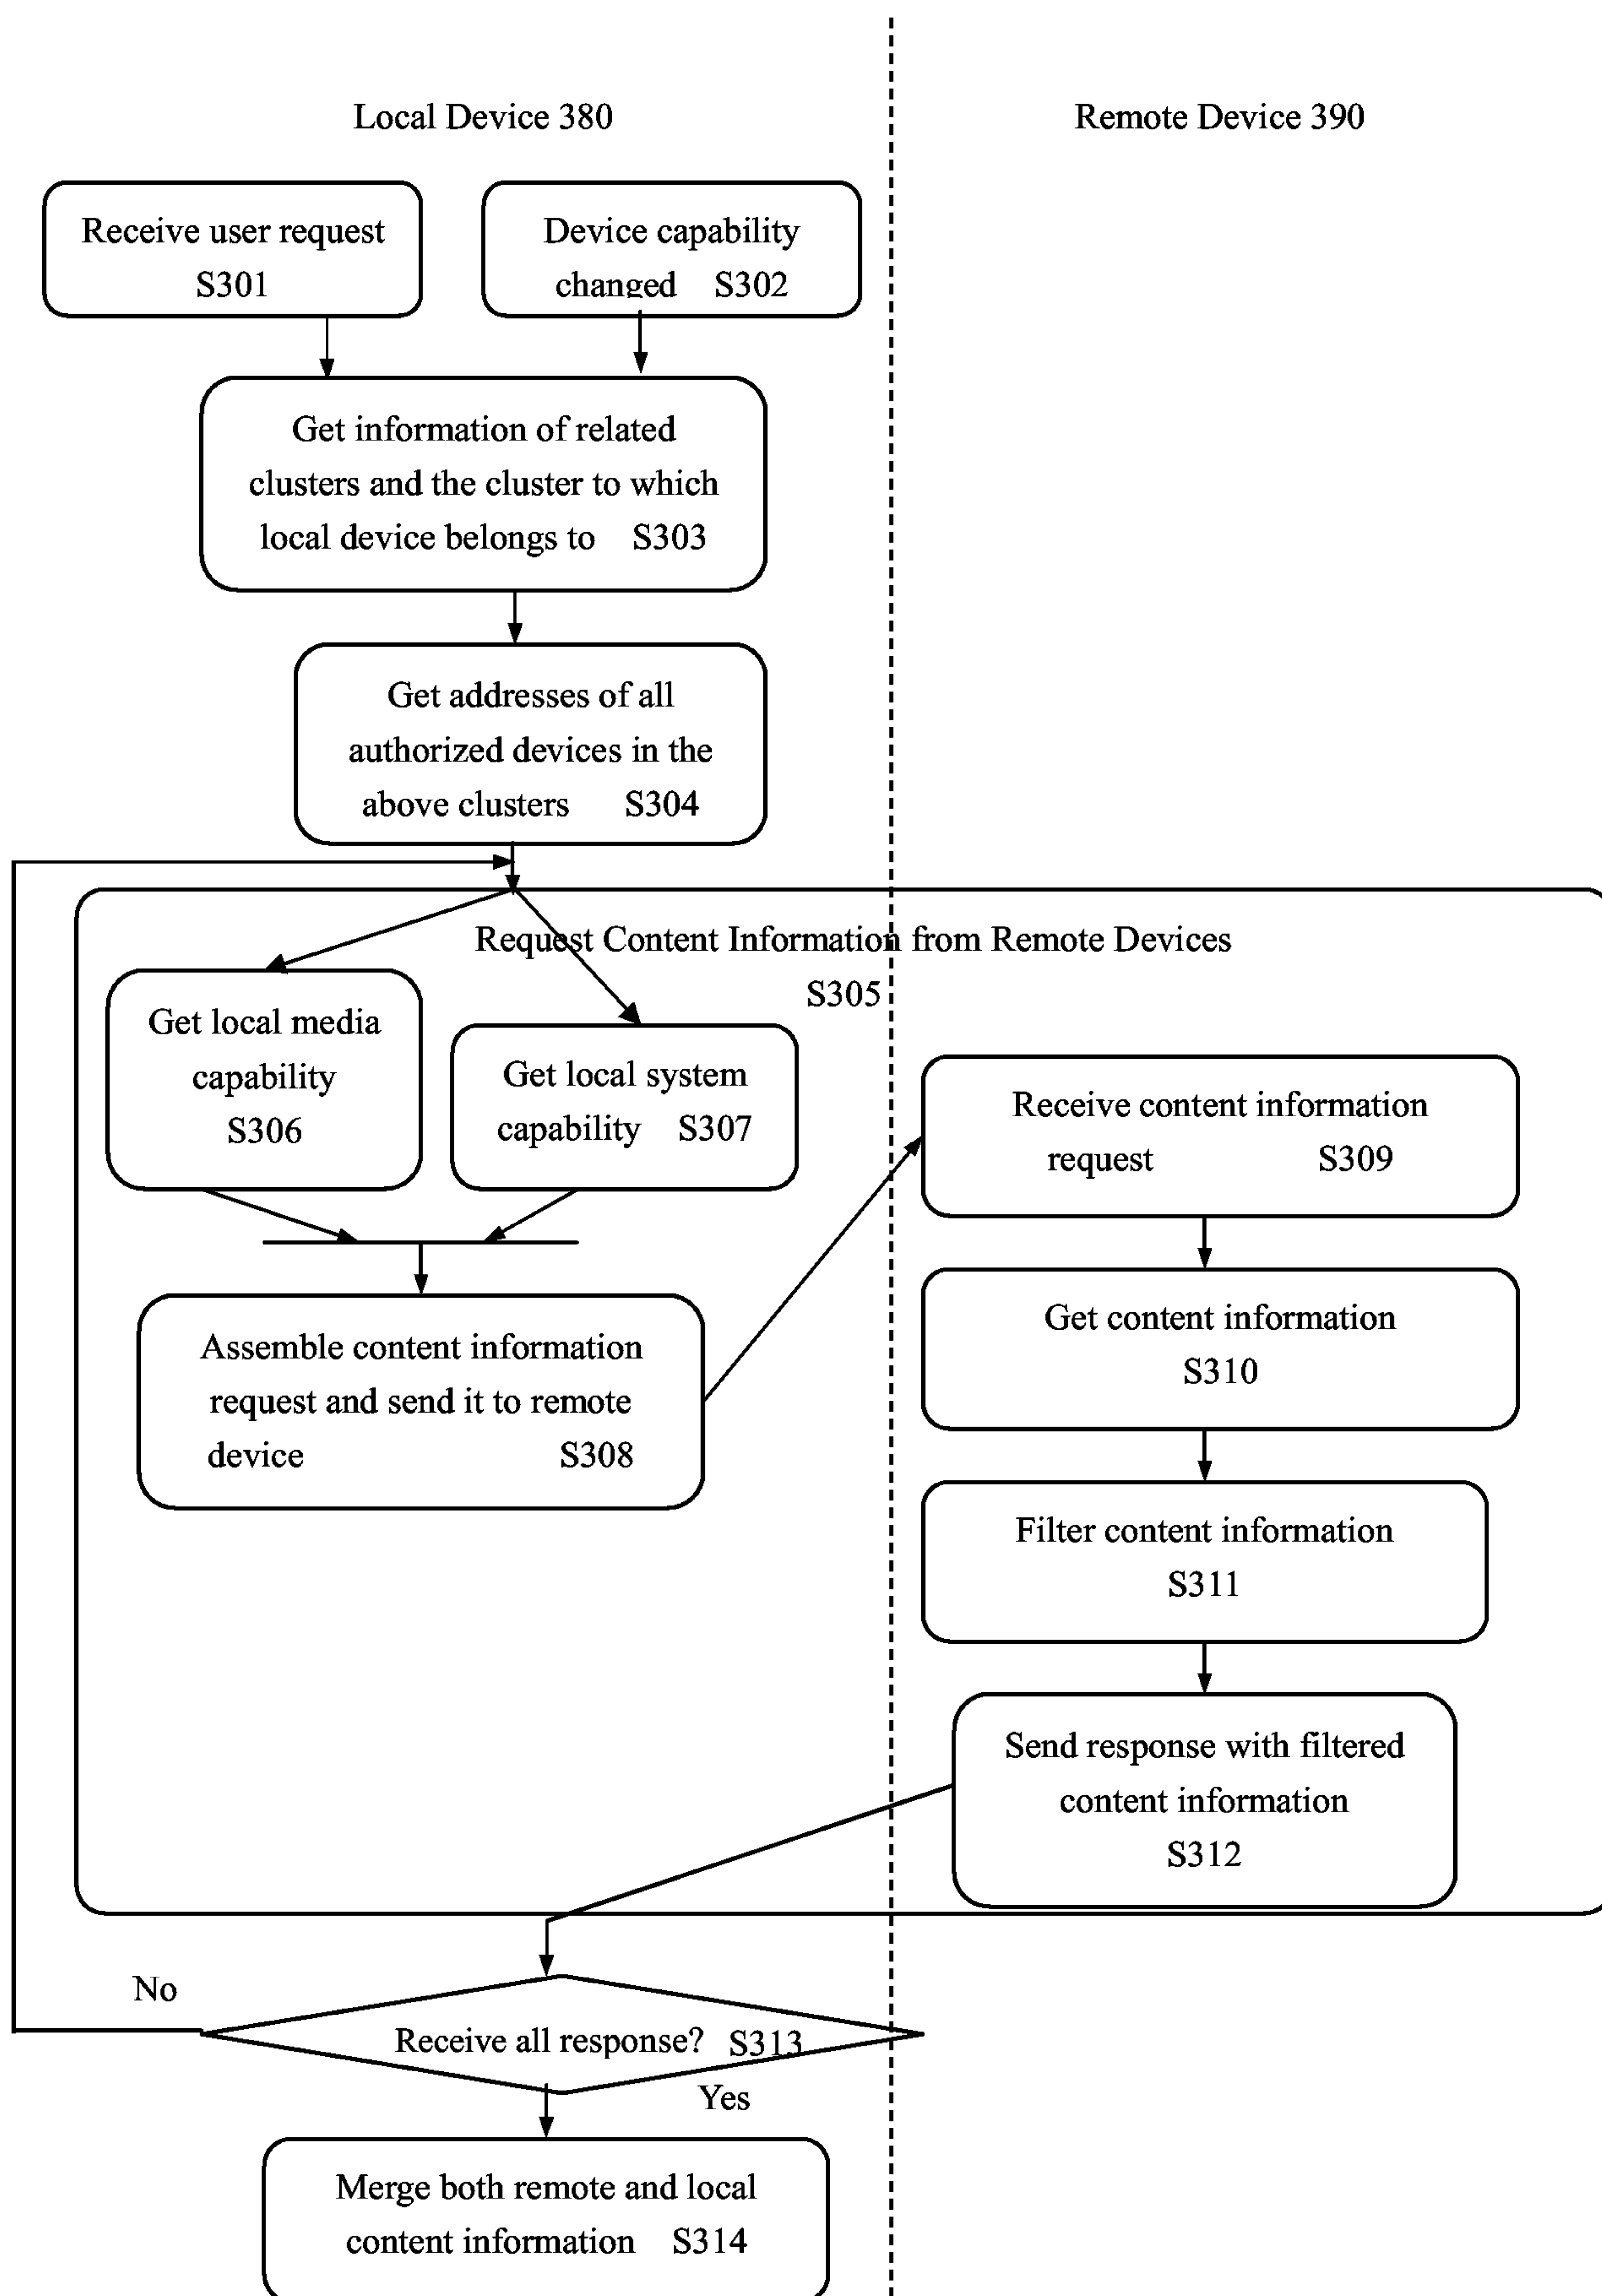 Local Device 380
Remote Device 390
Receive user request
S301
Device capability
changed S302
Get information of related
clusters and the cluster to which
local device belongs to S303
Get addresses of all
authorized devices in the
above clusters S304
Request Content Information from Remote Devices
S305
Get local media
capability
S306
Get local system
capability S307
Receive content information
request S309
Get content information
S310
Assemble content information
request and send it to remote
device S308
Filter content information
S311
Send response with filtered
content information
S312
No
Receive all response? S313
Yes
Merge both remote and local
content information S314